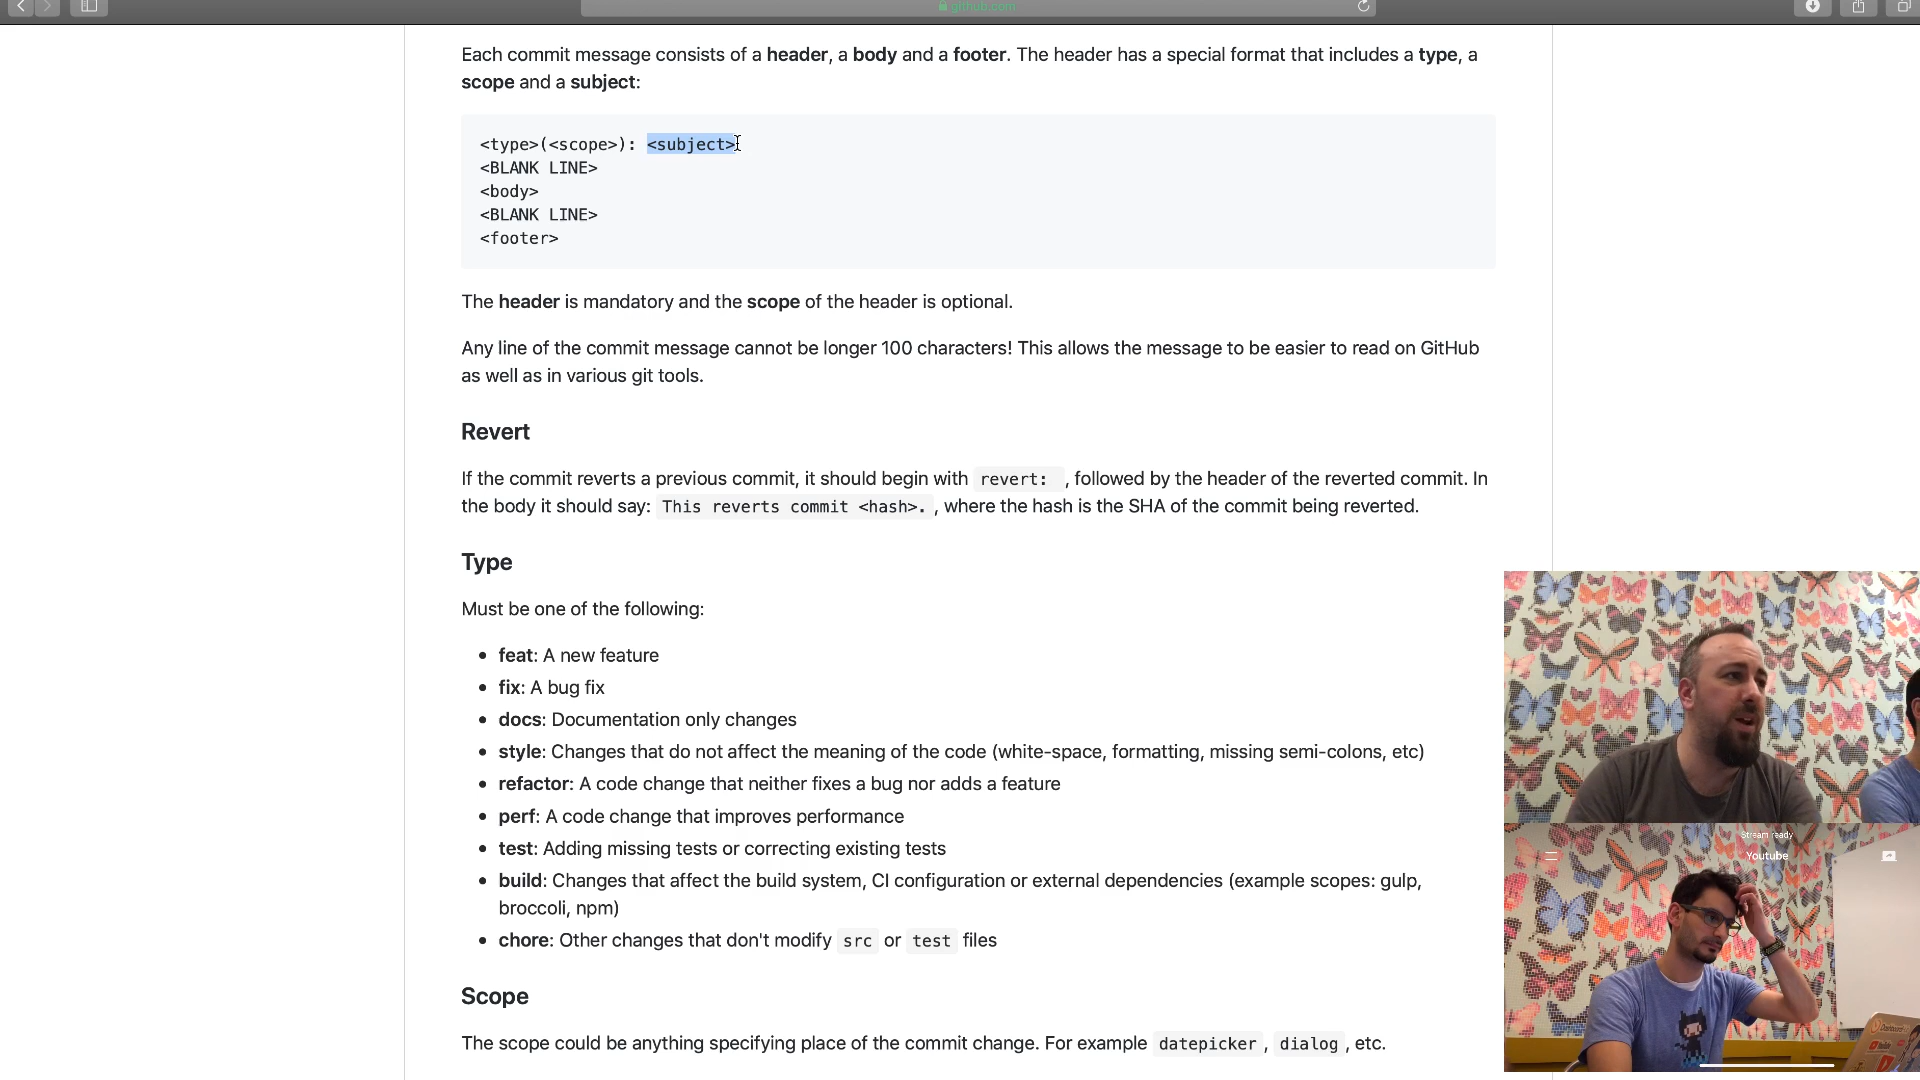 github.com
Each commit message consists of a header, a body and a footer. The header has a special format that includes a type, a
scope and a subject:
<type>(<scope>): <subject>
<BLANK LINE>
<body>
<BLANK LINE>
<footer>
The header is mandatory and the scope of the header is optional.
Any line of the commit message cannot be longer 100 characters! This allows the message to be easier to read on GitHub
as well as in various git tools.
Revert
If the commit reverts a previous commit, it should begin with revert: , followed by the header of the reverted commit. In
the body it should say: This reverts commit <hash>. , where the hash is the SHA of the commit being reverted.
Type
Must be one of the following:
feat: A new feature
fix: A bug fix
docs: Documentation only changes
style: Changes that do not affect the meaning of the code (white-space, formatting, missing semi-colons, etc)
refactor: A code change that neither fixes a bug nor adds a feature
perf: A code change that improves performance
test: Adding missing tests or correcting existing tests
build: Changes that affect the build system, CI configuration or external dependencies (example scopes: gulp,
broccoli, npm)
chore: Other changes that don't modify src or test files
Scope
The scope could be anything specifying place of the commit change. For example datepicker , dialog , etc.
Stream ready
Youtube